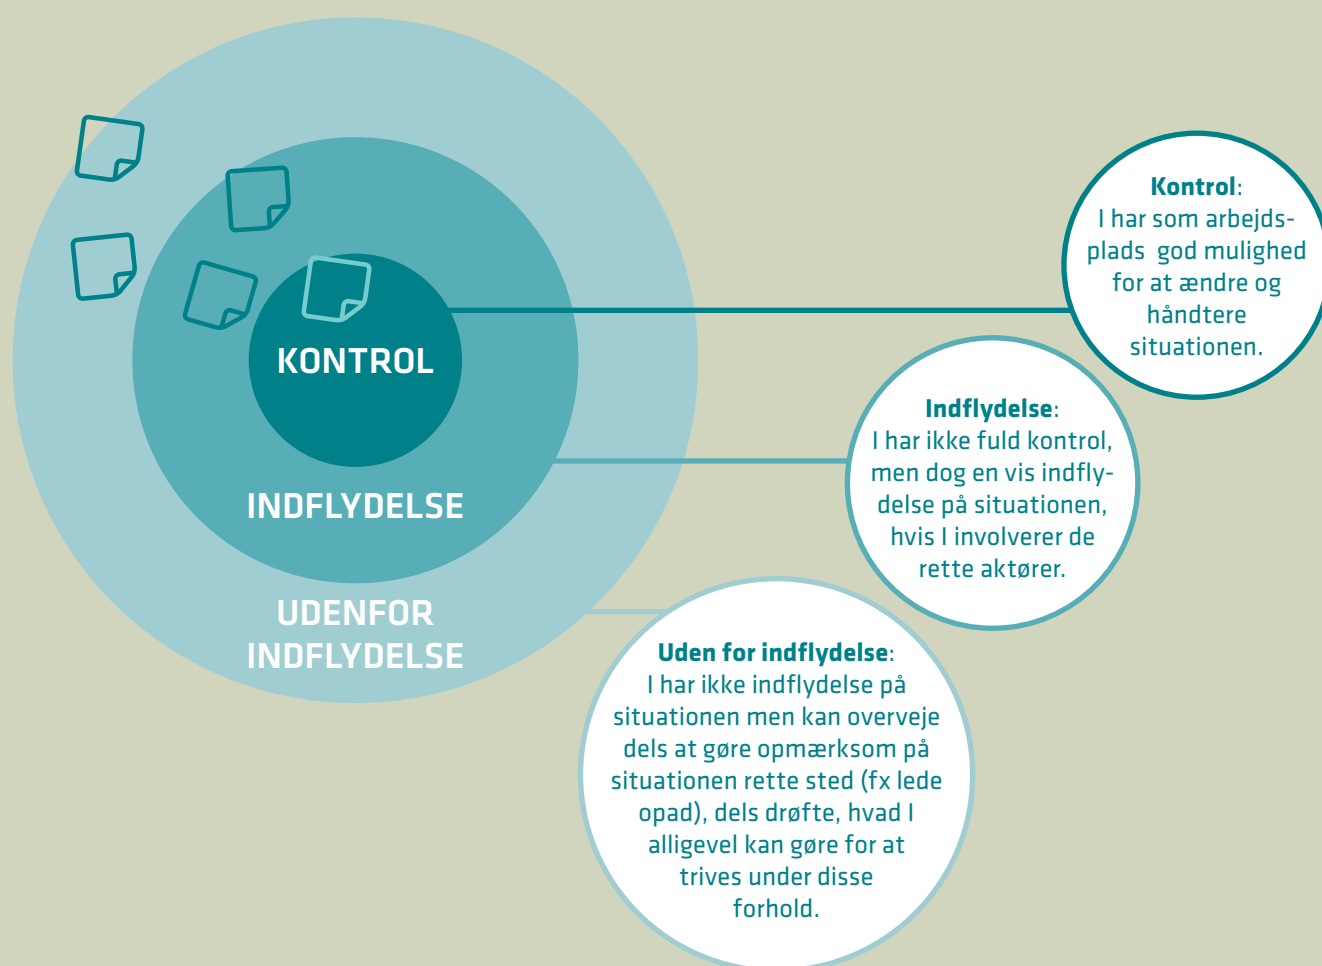 KONTROL
INDFLYDELSE
UDENFOR
INDFLYDELSE
Kontrol:
I har som arbejds-
plads god mulighed
for at ændre og
håndtere
situationen.
Indflydelse:
I har ikke fuld kontrol,
men dog en vis indfly-
delse på situationen,
hvis I involverer de
rette aktører.
Uden for indflydelse:
I har ikke indflydelse på
situationen men kan overveje
dels at gøre opmærksom på
situationen rette sted (fx lede
opad), dels drøfte, hvad I
alligevel kan gøre for at
trives under disse
forhold.